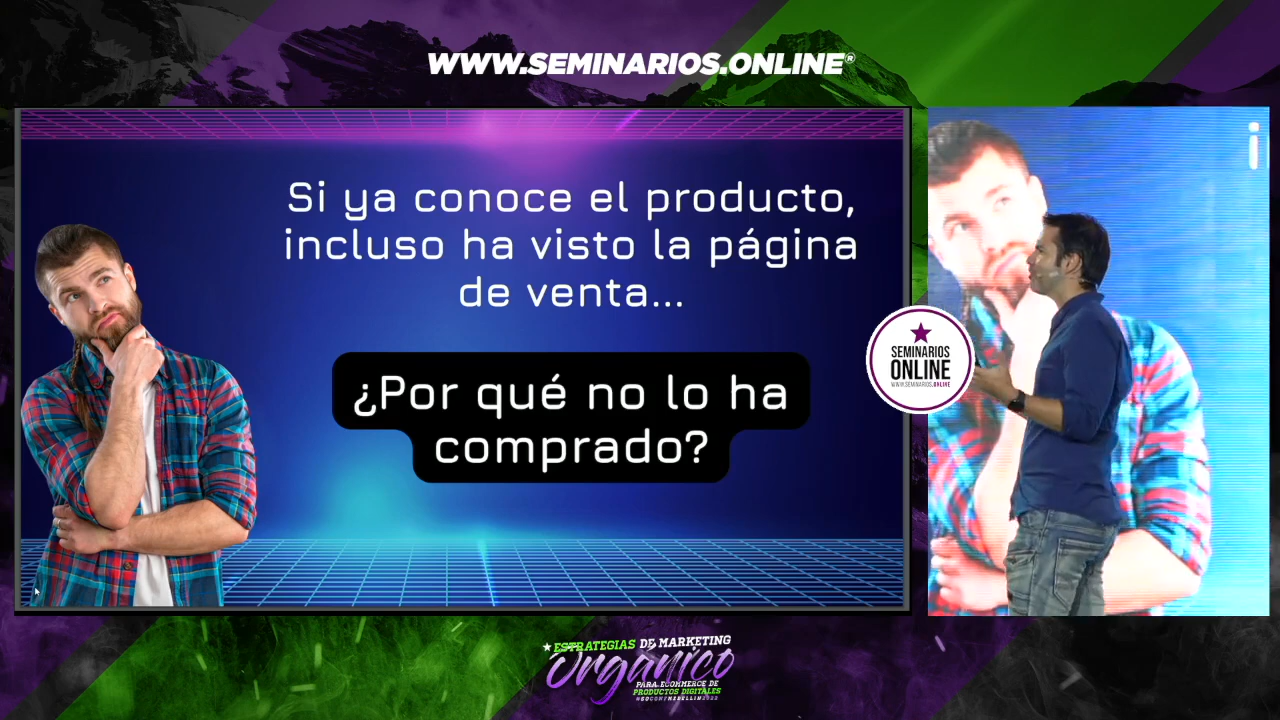 WWW.SEMINARIOS.ONLINE®
Si ya conoce el producto,
incluso ha visto la página
de venta...
¿Por qué no lo ha
comprado?
i
SEMINARIOS
ONLINE
WWW.SEMINARIOS.ONLINE
ESTRATEGIAS DE MARKETING
Orgánico
PARA ECOMMERCE DE
PRODUCTOS DIGITALES